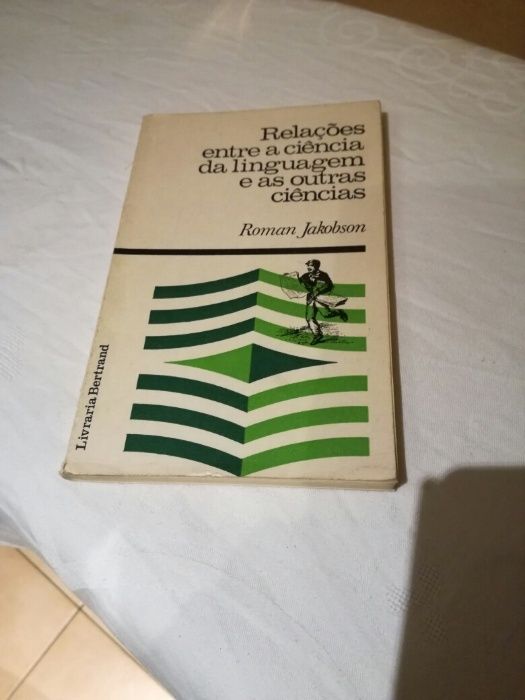 Relações
entre a ciência
da linguagem
e as outras
ciências
Roman Jakobson
Livraria Bertrand